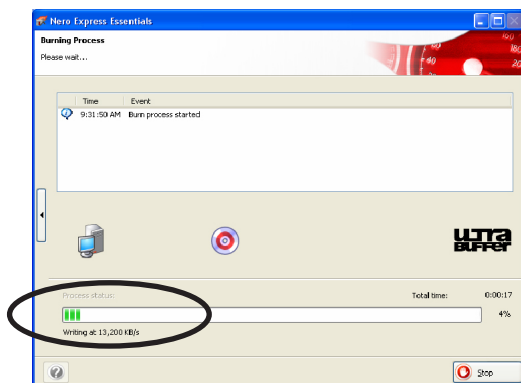 Nero Express Essentials
Burning Process
Please wait...
Time Event
9:31:50 AM Burn process started
ultra
BUFFER
Process status: Total time: 0:00:17
4%
Writing at 13,200 KB/s
Stop